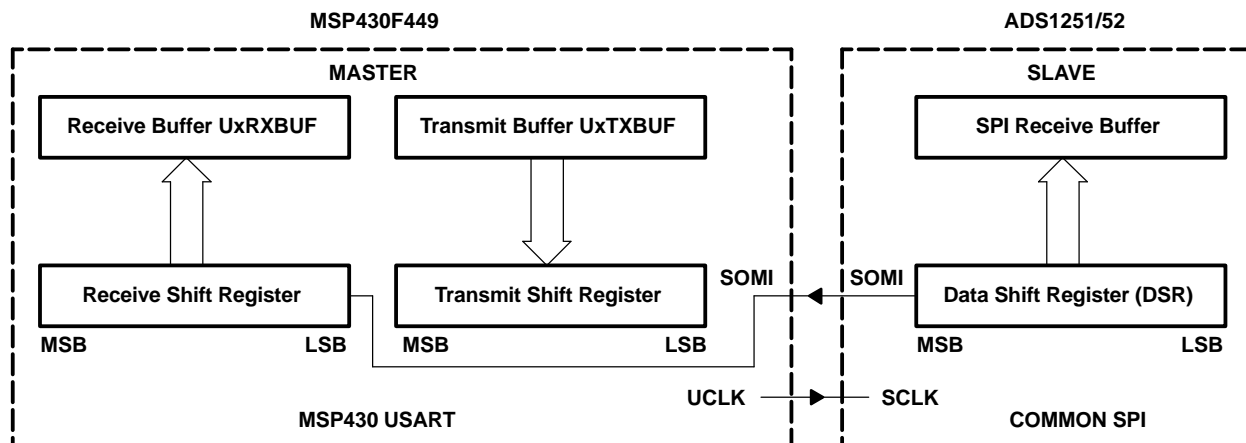 MSP430F449
ADS1251/52
MASTER
SLAVE
Receive Buffer UxRXBUF
Transmit Buffer UxTXBUF
SPI Receive Buffer
SOMI
SOMI
Receive Shift Register
Transmit Shift Register
Data Shift Register (DSR)
MSB
LSB
MSB
LSB
MSB
LSB
UCLK
SCLK
MSP430 USART
COMMON SPI